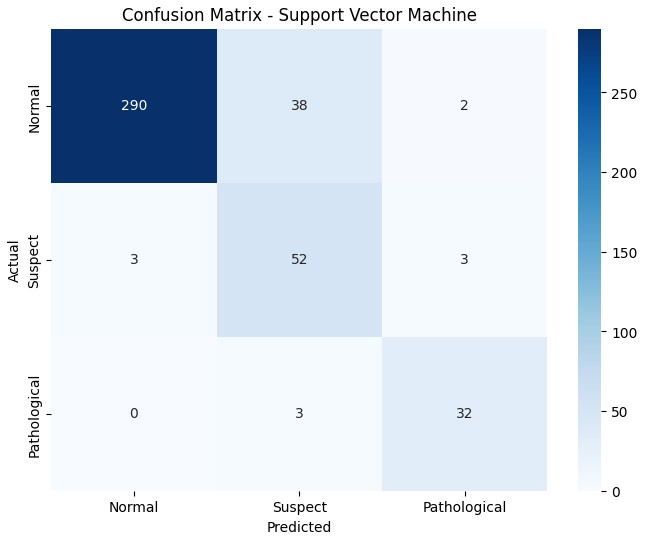 Confusion Matrix - Support Vector Machine
Normal
290
38
2
Actual
Suspect
3
52
3
Pathological
0
3
32
Normal
Suspect
Pathological
Predicted
250
200
150
100
50
0